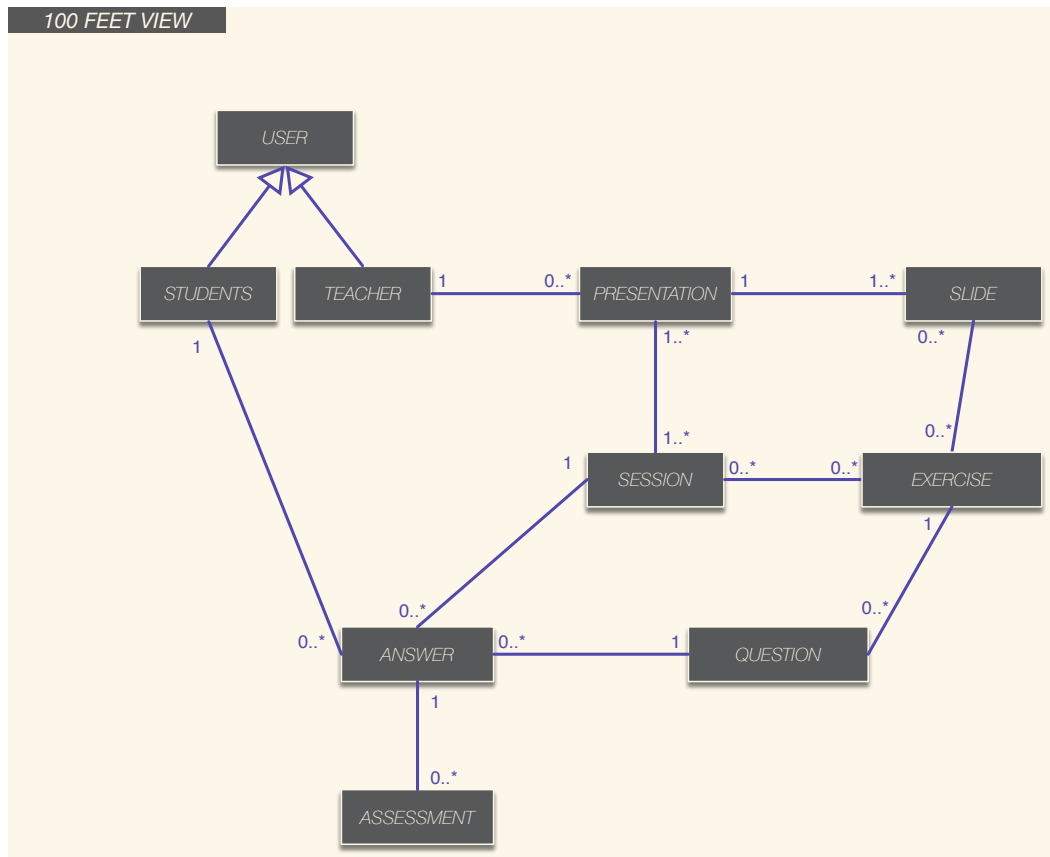 100 FEET VIEW
USER
STUDENTS
TEACHER
1
0..*
PRESENTATION
1
1..*
SLIDE
1
1..*
0..*
1..*
0..*
1
SESSION
0..*
0..*
EXERCISE
1
0..*
0..*
0..*
ANSWER
0..*
1
QUESTION
1
0..*
ASSESSMENT